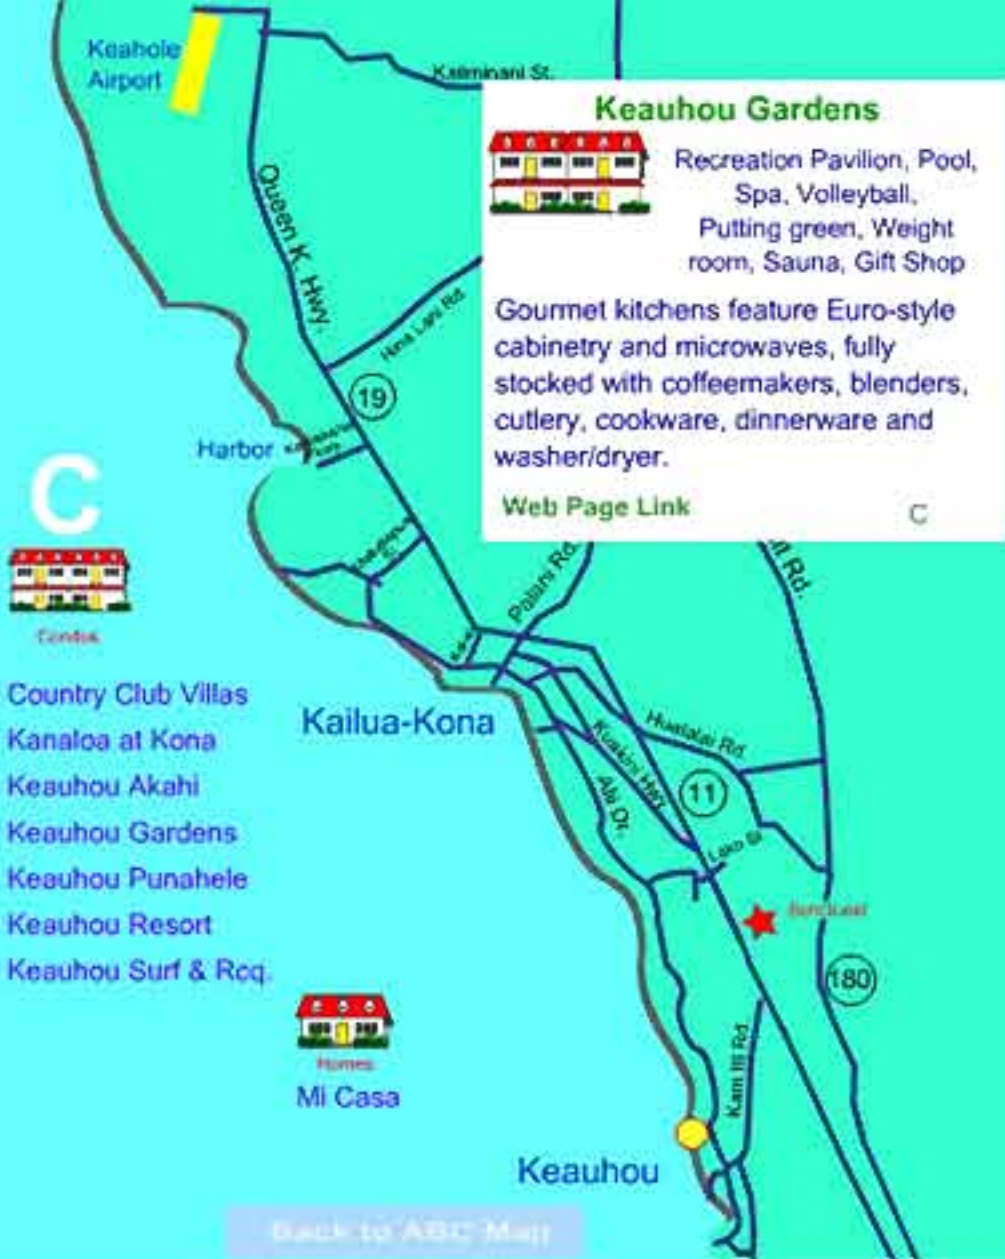 Keahole
Airport
Kaiminani St.
Keauhou Gardens
Recreation Pavilion, Pool,
Spa, Volleyball,
Putting green, Weight
room, Sauna, Gift Shop
Gourmet kitchens feature Euro-style
cabinetry and microwaves, fully
stocked with coffeemakers, blenders,
cutlery, cookware, dinnerware and
washer/dryer.
Web Page Link
C
Queen K. Hwy.
Hina Lani Rd.
19
Harbor
C
Condos
Palani Rd.
Rd.
Country Club Villas
Kanaloa at Kona
Keauhou Akahi
Keauhou Gardens
Keauhou Punahele
Keauhou Resort
Keauhou Surf & Rcq.
Kailua-Kona
Hualalai Rd.
Kuakini Hwy.
Alii Dr.
11
Lako St
180
Homes
Mi Casa
Kam III Rd
Keauhou
Back to ABC Map